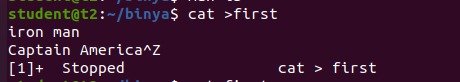 student@t2:~/binya$ cat >first
iron man
Captain America^Z
[1]+  Stopped                 cat > first